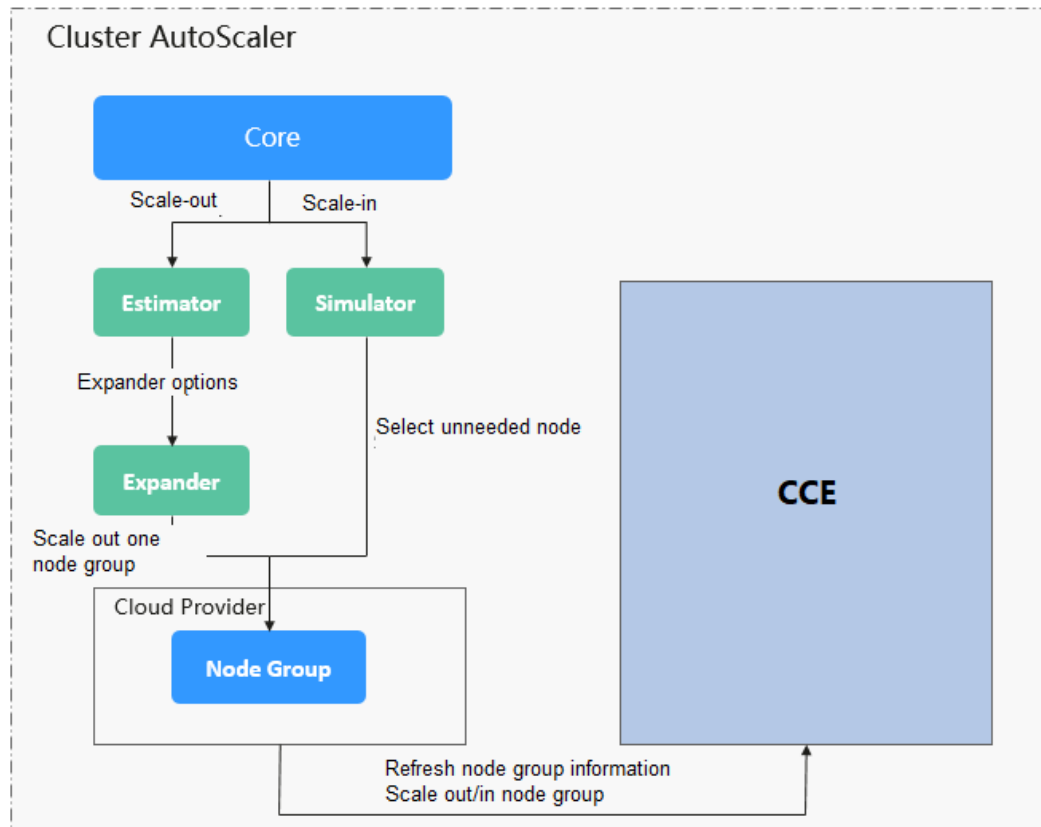 Cluster AutoScaler
Core
Scale-out
Scale-in
Estimator
Simulator
Expander options
Select unneeded node
Expander
CCE
Scale out one
node group
Cloud Provider
Node Group
Refresh node group information
Scale out/in node group